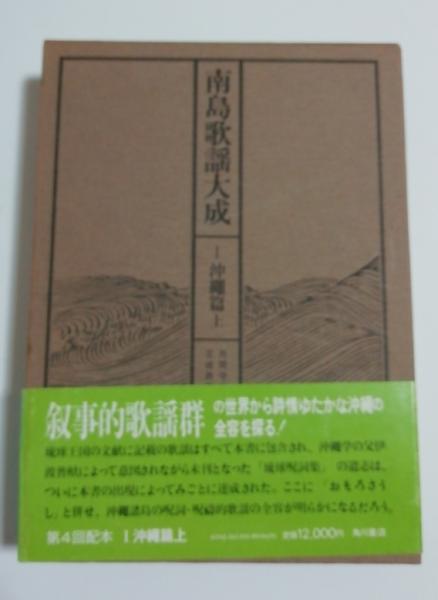 南島歌謡大成
I 沖縄篇 上
叙事的歌謡群
の世界から抒情ゆたかな沖縄の
全容を探る!
琉球王国の文献に記載の歌謡はすべて本書に包含され、沖縄学の父伊
波普猷によって意図されながら未刊となった「琉球呪詞集」の遺志は、
ついに本書の出現によってみごとに達成された。ここに「おもろさう
し」と併せ、沖縄諸島の呪詞・呪禱的歌謡の全容が明らかになるだろう。
第4回配本 I 沖縄篇上
定価12,000円 角川書店